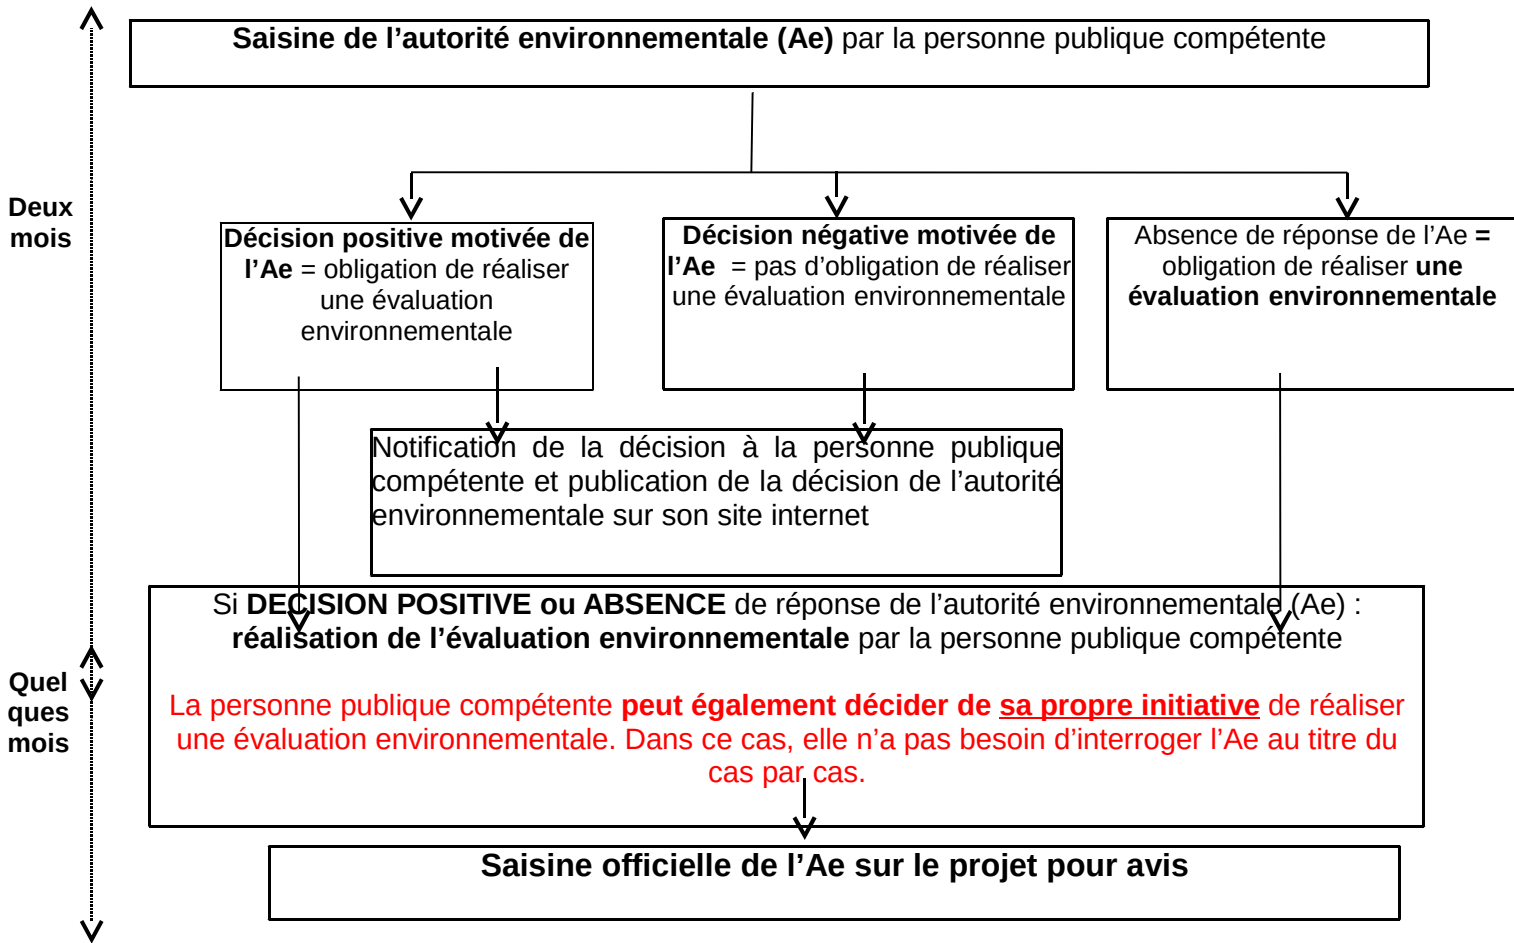 Saisine de l’autorité environnementale (Ae) par la personne publique compétente
Deux
mois
Décision positive motivée de
l’Ae = obligation de réaliser
une évaluation
environnementale
Décision négative motivée de
l’Ae = pas d’obligation de réaliser
une évaluation environnementale
Absence de réponse de l’Ae =
obligation de réaliser une
évaluation environnementale
Notification de la décision à la personne publique
compétente et publication de la décision de l’autorité
environnementale sur son site internet
Si DECISION POSITIVE ou ABSENCE de réponse de l’autorité environnementale (Ae) :
réalisation de l’évaluation environnementale par la personne publique compétente
Quel
ques
mois
La personne publique compétente peut également décider de sa propre initiative de réaliser
une évaluation environnementale. Dans ce cas, elle n’a pas besoin d’interroger l’Ae au titre du
cas par cas.
Saisine officielle de l’Ae sur le projet pour avis